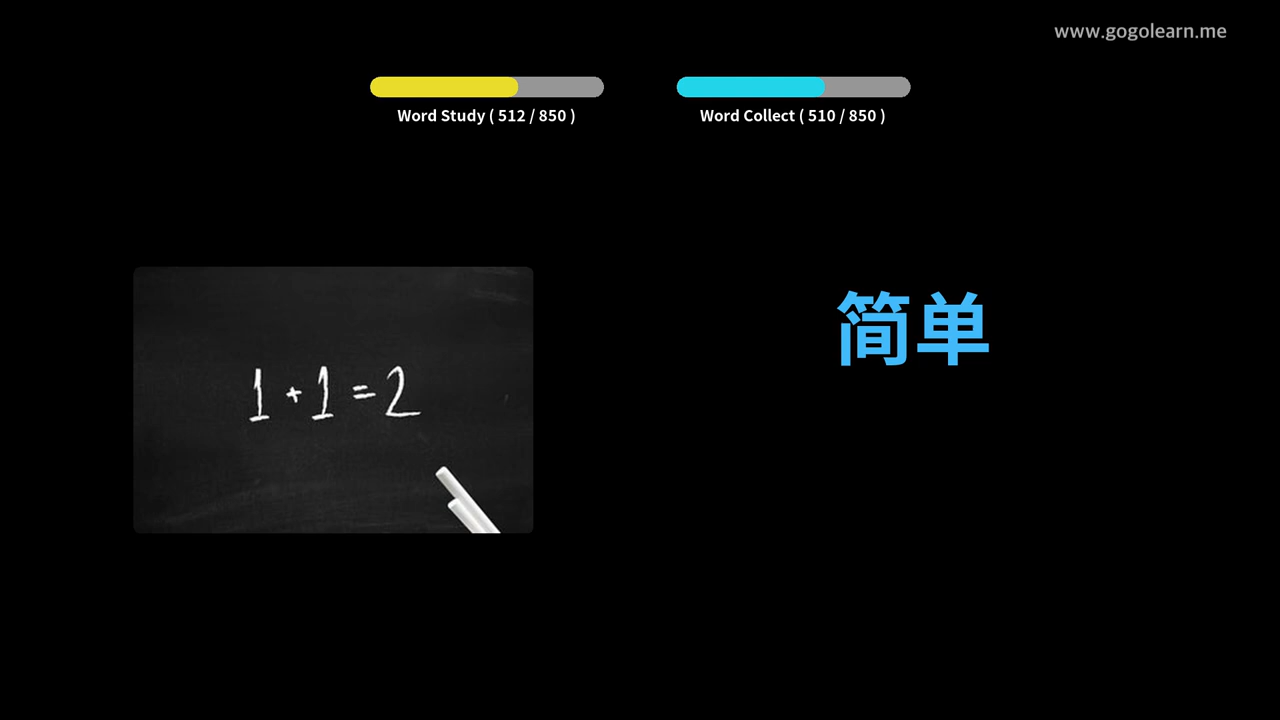 www.gogolearn.me
Word Study ( 512 / 850 )
Word Collect ( 510 / 850 )
简单
1 + 1 = 2